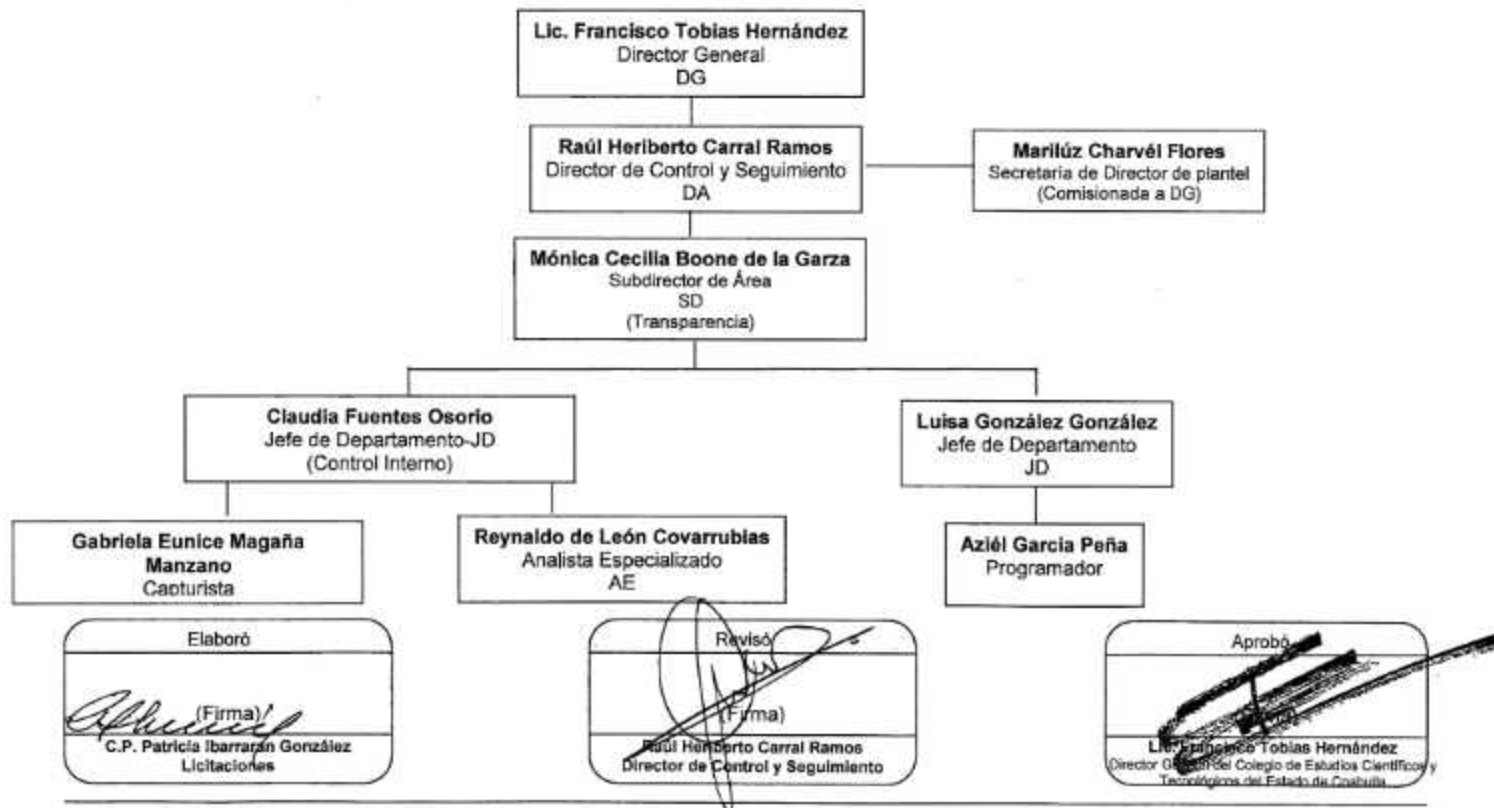 Lic. Francisco Tobias Hernández
Director General
DG
Raúl Heriberto Carral Ramos
Director de Control y Seguimiento
DA
Marilúz Charvél Flores
Secretaria de Director de plantel
(Comisionada a DG)
Mónica Cecilia Boone de la Garza
Subdirector de Área
SD
(Transparencia)
Claudia Fuentes Osorio
Jefe de Departamento-JD
(Control Interno)
Luisa González González
Jefe de Departamento
JD
Gabriela Eunice Magaña
Manzano
Capturista
Reynaldo de León Covarrubias
Analista Especializado
AE
Aziél Garcia Peña
Programador
Elaboró
(Firma)
C.P. Patricia Ibarrarán González
Licitaciones
Revisó
(Firma)
Raúl Heriberto Carral Ramos
Director de Control y Seguimiento
Aprobó
Lic. Francisco Tobias Hernández
Director General del Colegio de Estudios Científicos y
Tecnológicos del Estado de Coahuila